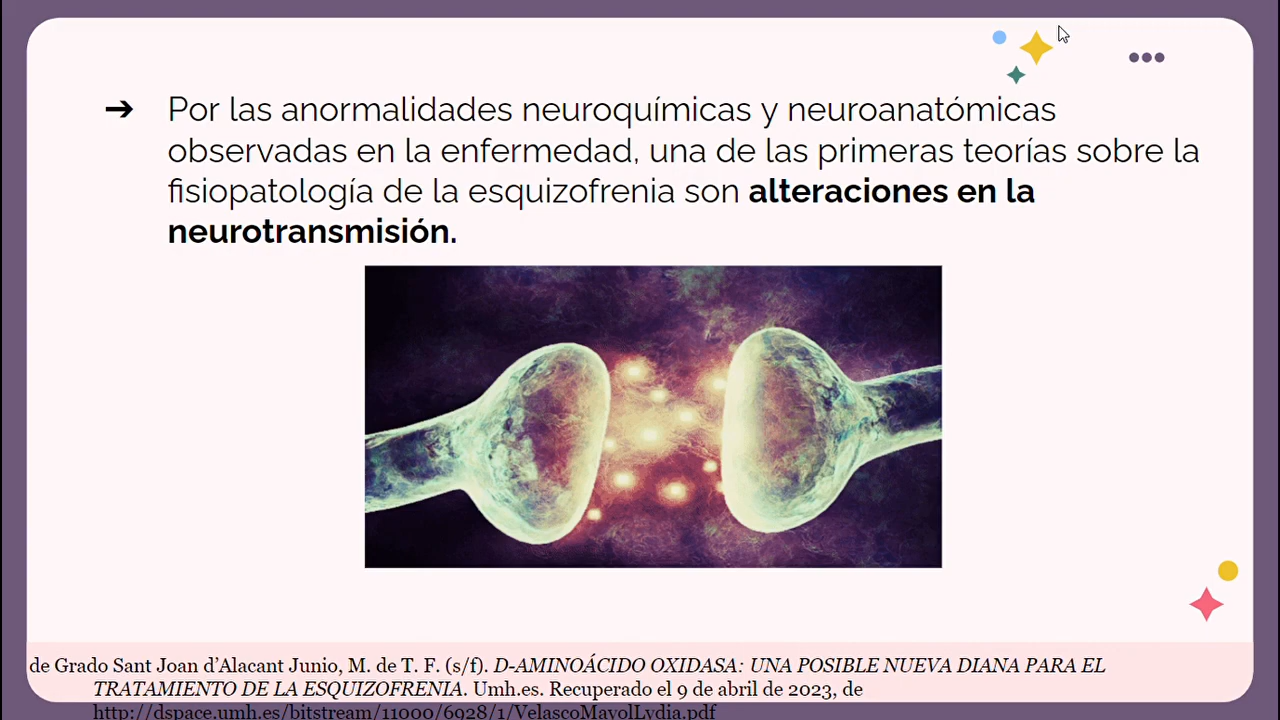 ➔ Por las anormalidades neuroquímicas y neuroanatómicas
observadas en la enfermedad, una de las primeras teorías sobre la
fisiopatología de la esquizofrenia son alteraciones en la
neurotransmisión.
de Grado Sant Joan d’Alacant Junio, M. de T. F. (s/f). D-AMINOÁCIDO OXIDASA: UNA POSIBLE NUEVA DIANA PARA EL
TRATAMIENTO DE LA ESQUIZOFRENIA. Umh.es. Recuperado el 9 de abril de 2023, de
http://dspace.umh.es/bitstream/11000/6928/1/VelascoMayolLydia.pdf